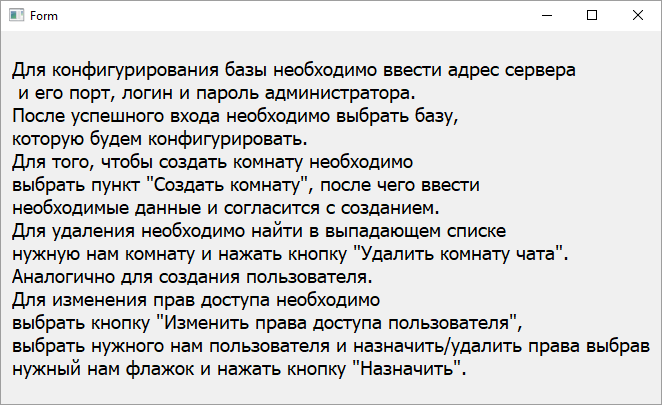 Form
Для конфигурирования базы необходимо ввести адрес сервера
и его порт, логин и пароль администратора.
После успешного входа необходимо выбрать базу,
которую будем конфигурировать.
Для того, чтобы создать комнату необходимо
выбрать пункт "Создать комнату", после чего ввести
необходимые данные и согласится с созданием.
Для удаления необходимо найти в выпадающем списке
нужную нам комнату и нажать кнопку "Удалить комнату чата".
Аналогично для создания пользователя.
Для изменения прав доступа необходимо
выбрать кнопку "Изменить права доступа пользователя",
выбрать нужного нам пользователя и назначить/удалить права выбрав
нужный нам флажок и нажать кнопку "Назначить".